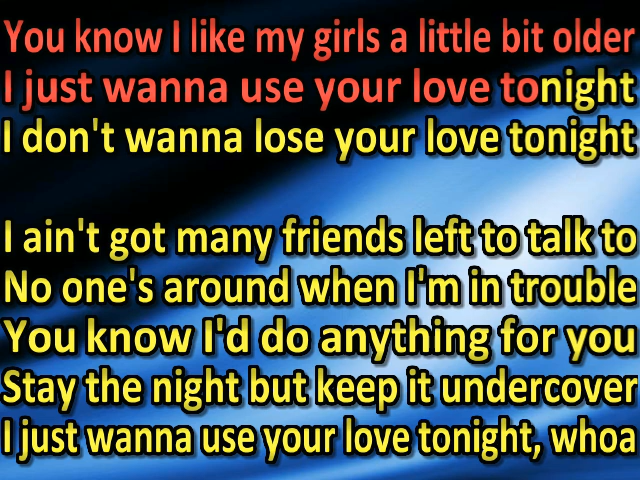 You know I like my girls a little bit older
I just wanna use your love tonight
I don't wanna lose your love tonight
I ain't got many friends left to talk to
No one's around when I'm in trouble
You know I'd do anything for you
Stay the night but keep it undercover
I just wanna use your love tonight, whoa